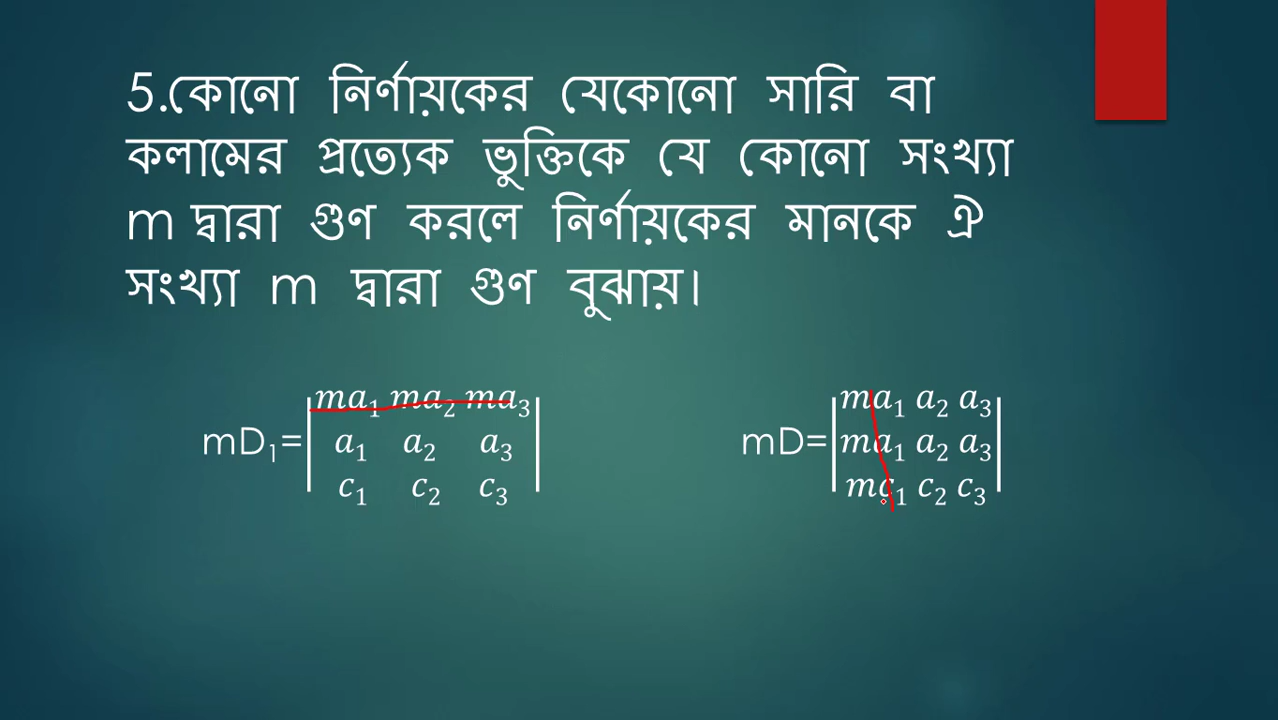 5.কোনো নির্ণায়কের যেকোনো সারি বা
কলামের প্রত্যেক ভুক্তিকে যে কোনো সংখ্যা
m দ্বারা গুণ করলে নির্ণায়কের মানকে ঐ
সংখ্যা m দ্বারা গুণ বুঝায়।
mD₁=|𝑚𝑎₁ 𝑚𝑎₂ 𝑚𝑎₃
𝑎₁ 𝑎₂ 𝑎₃
𝑐₁ 𝑐₂ 𝑐₃|
mD=|𝑚𝑎₁ 𝑎₂ 𝑎₃
𝑚𝑎₁ 𝑎₂ 𝑎₃
𝑚𝑐₁ 𝑐₂ 𝑐₃|